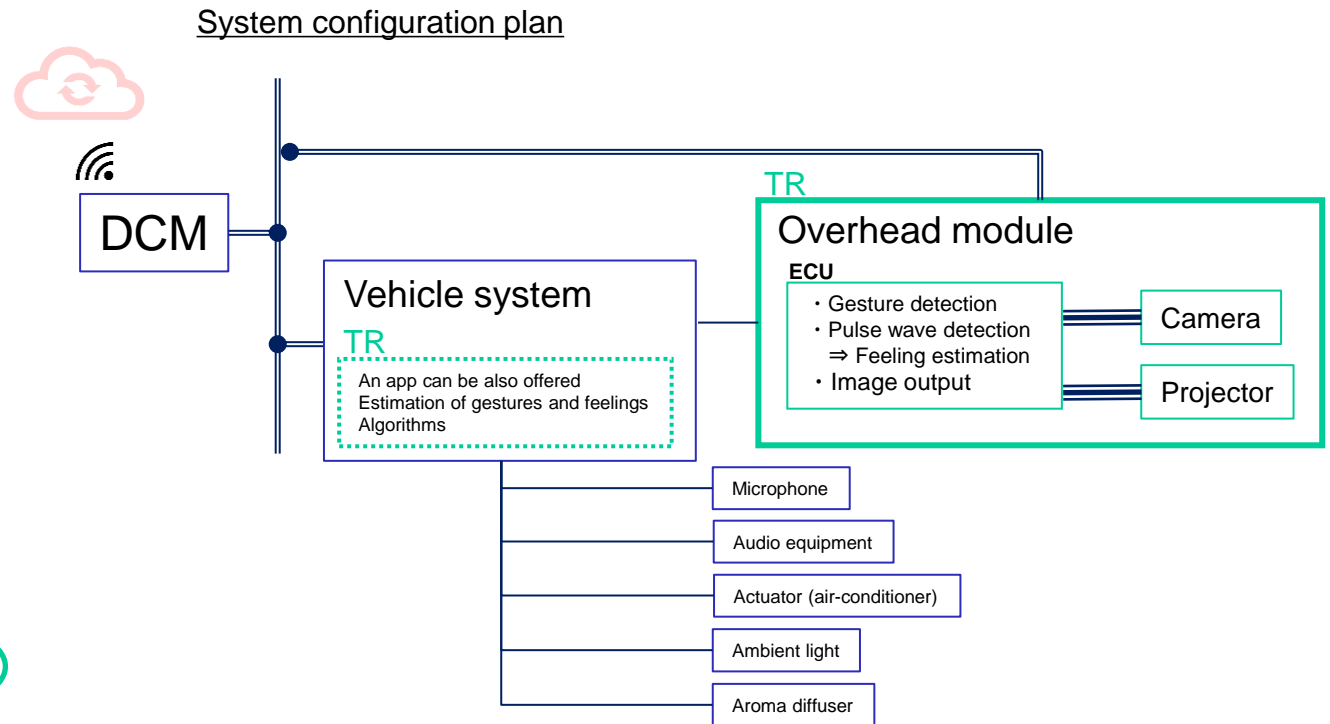 System configuration plan
DCM
Vehicle system
TR
An app can be also offered
Estimation of gestures and feelings
Algorithms
TR
Overhead module
ECU
・Gesture detection
・Pulse wave detection
⇒ Feeling estimation
・Image output
Camera
Projector
Microphone
Audio equipment
Actuator (air-conditioner)
Ambient light
Aroma diffuser